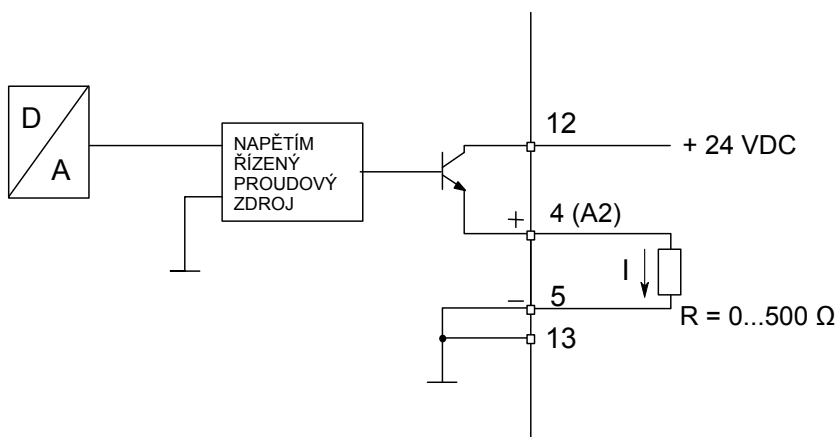 D
A
NAPĚTÍM
ŘÍZENÝ
PROUDOVÝ
ZDROJ
12
+ 24 VDC
+
4 (A2)
I
–
5
R = 0...500 Ω
13